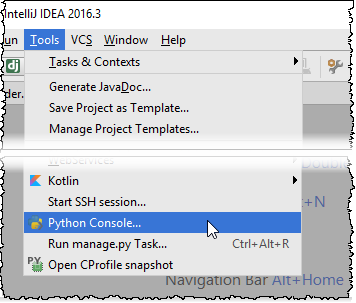 IntelliJ IDEA 2016.3
un Tools VCS Window Help
dj
der.
Tasks & Contexts
Generate JavaDoc...
Save Project as Template...
Manage Project Templates...
Kotlin
Start SSH session...
Python Console...
Run manage.py Task... Ctrl+Alt+R
Open CProfile snapshot
Navigation Bar Alt+Home